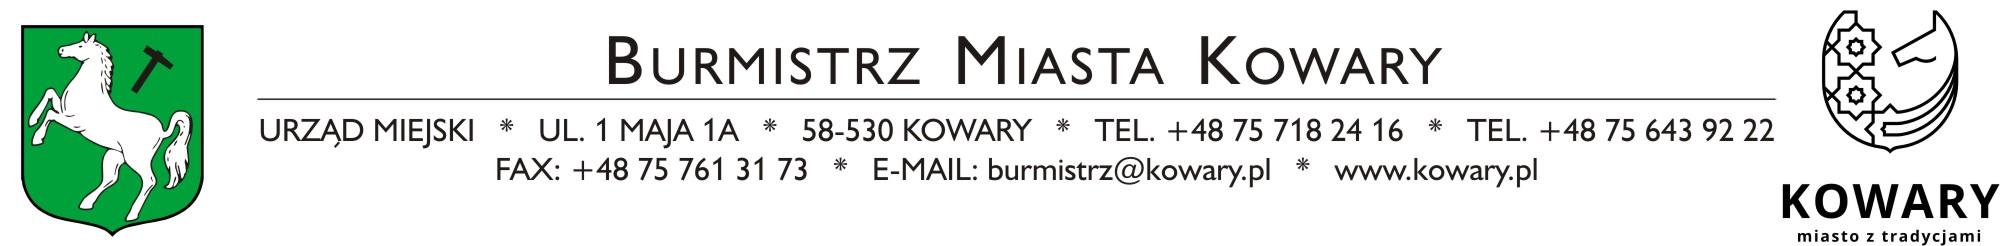 BURMISTRZ MIASTA KOWARY
URZĄD MIEJSKI * UL. 1 MAJA 1A * 58-530 KOWARY * TEL. +48 75 718 24 16 * TEL. +48 75 643 92 22
FAX: +48 75 761 31 73 * E-MAIL: burmistrz@kowary.pl * www.kowary.pl
KOWARY
miasto z tradycjami